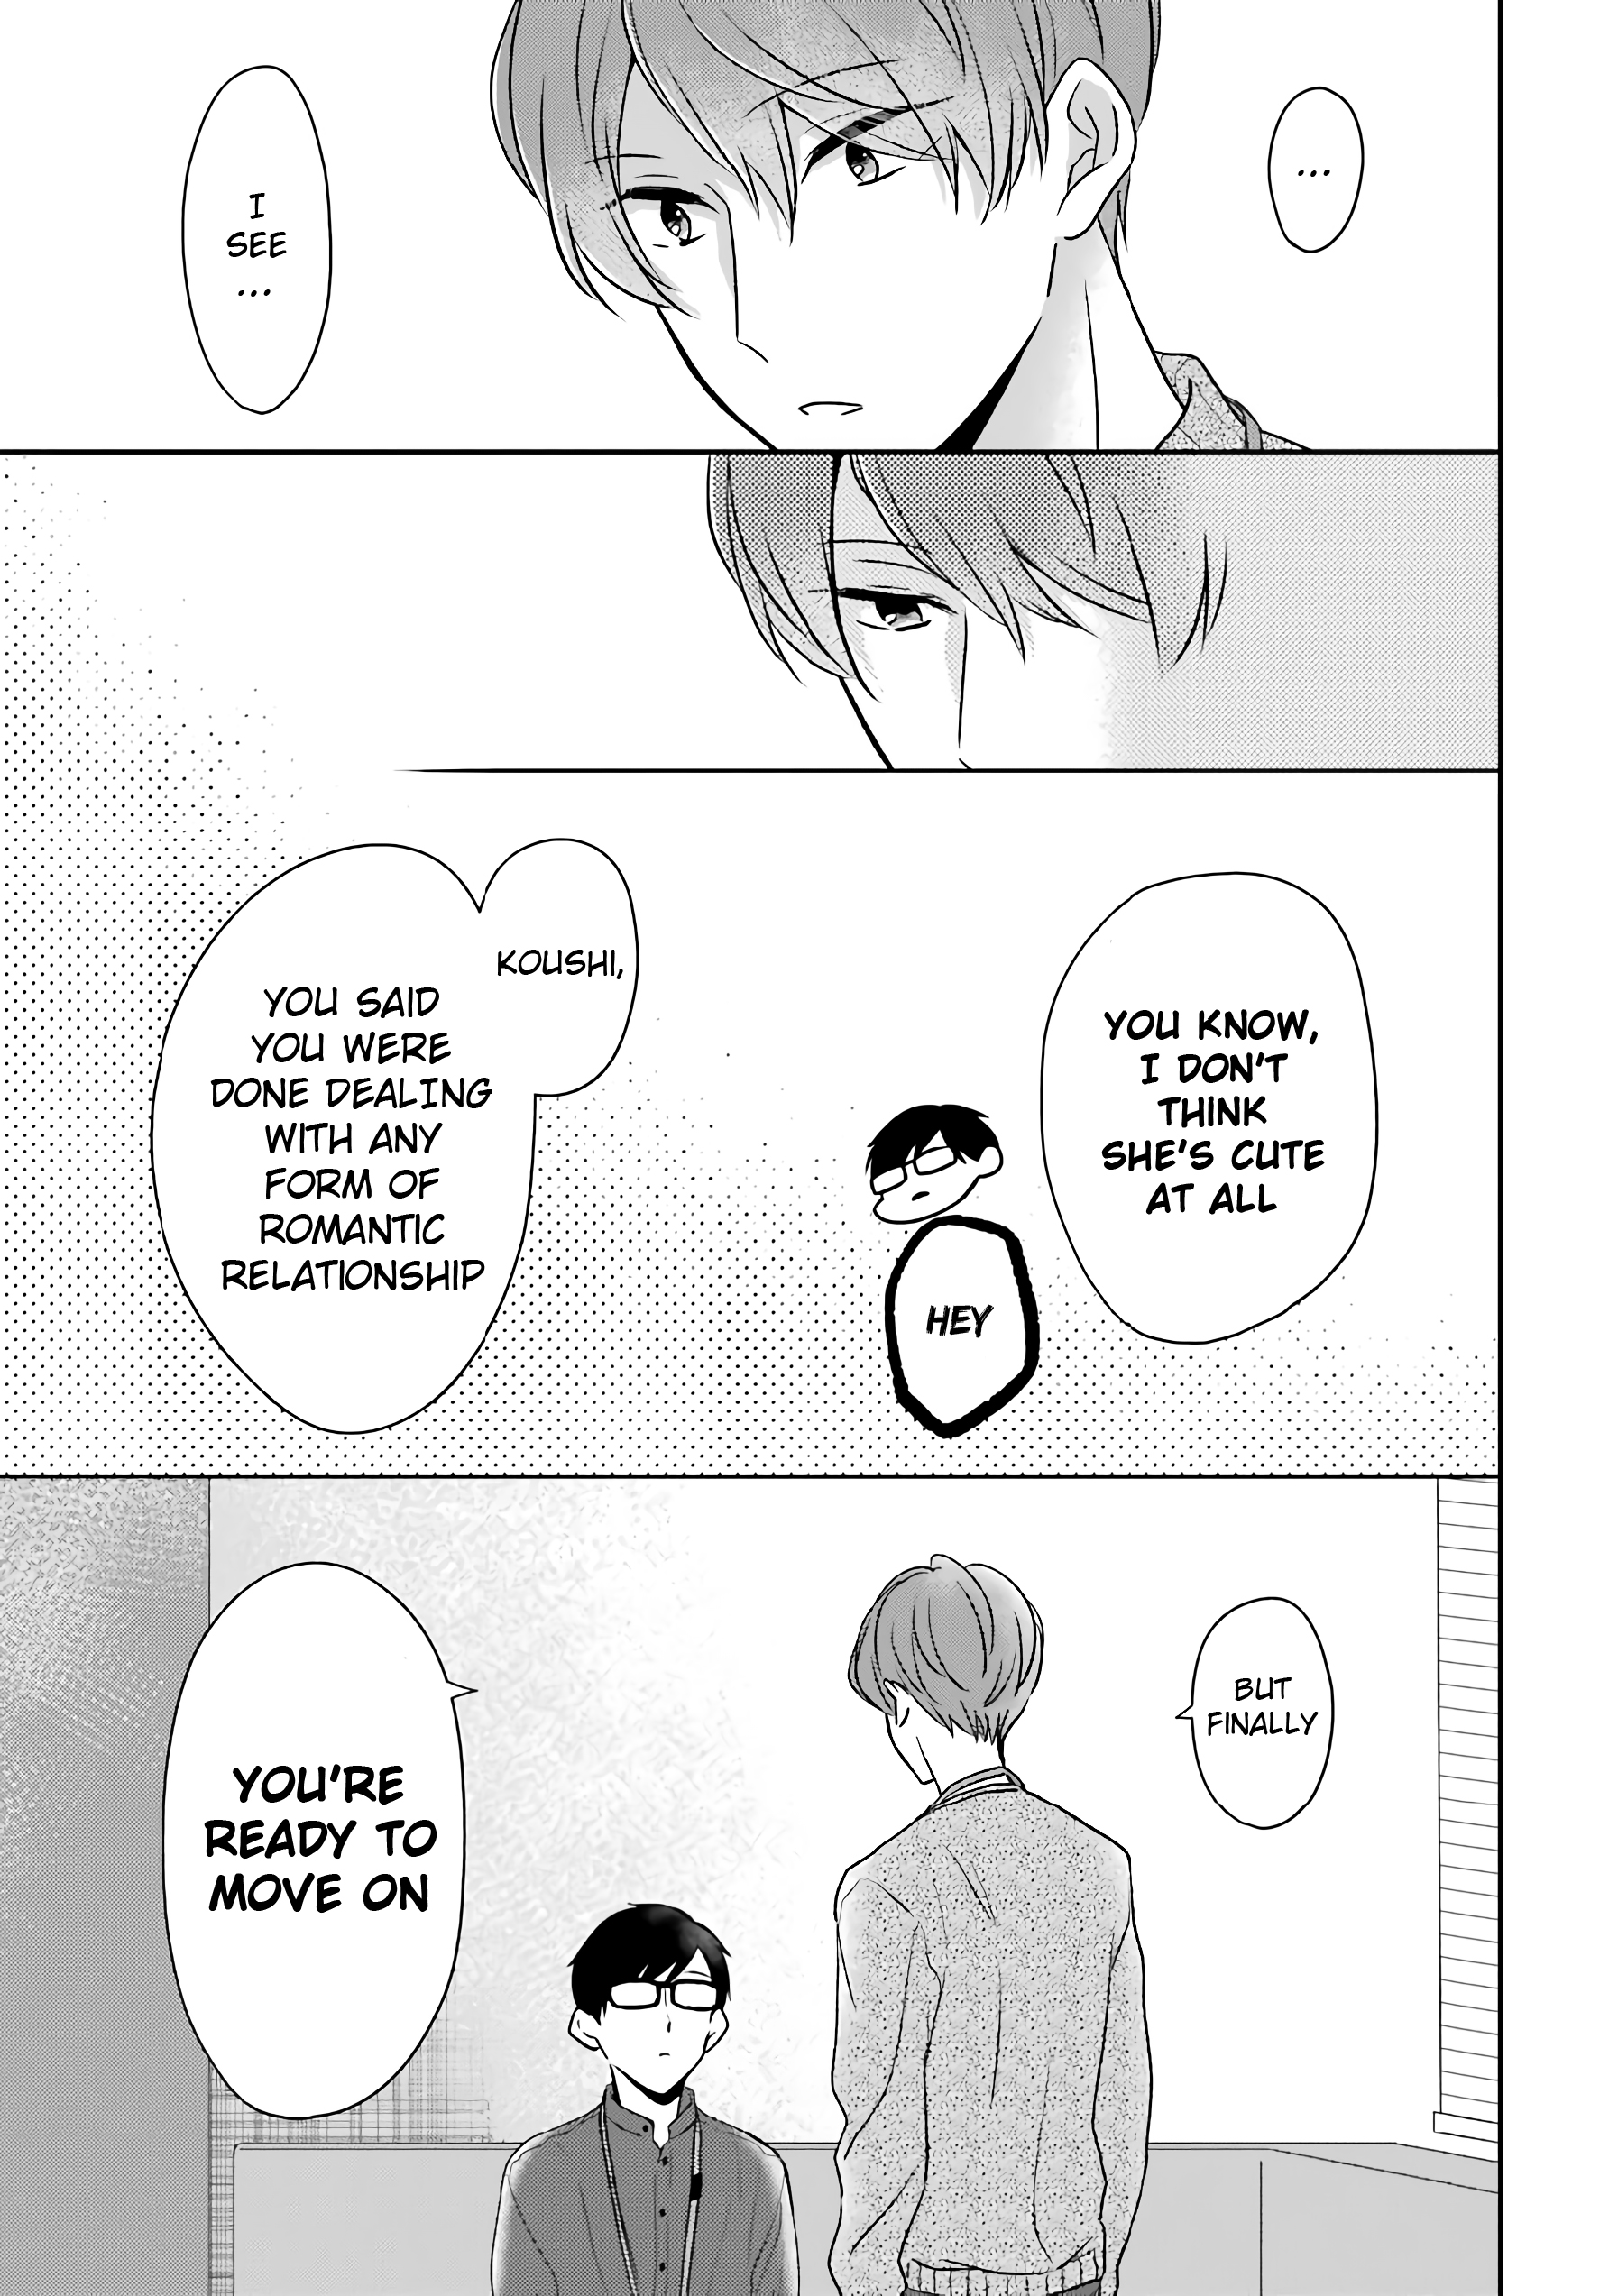 ...
I
SEE
...
YOU KNOW,
I DON'T
THINK
SHE'S CUTE
AT ALL
HEY
KOUSHI,
YOU SAID
YOU WERE
DONE DEALING
WITH ANY
FORM OF
ROMANTIC
RELATIONSHIP
BUT
FINALLY
YOU'RE
READY TO
MOVE ON